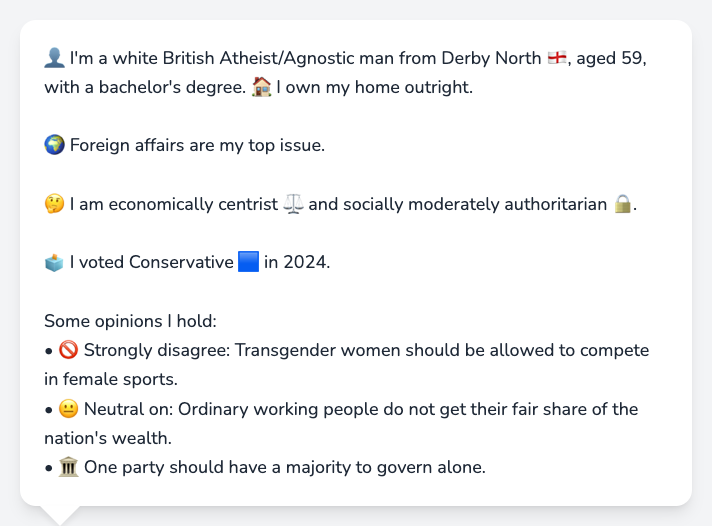 👤 I'm a white British Atheist/Agnostic man from Derby North 🏴󠁧󠁢󠁥󠁮󠁧󠁿, aged 59,
with a bachelor's degree. 🏠 I own my home outright.
🌍 Foreign affairs are my top issue.
🤔 I am economically centrist ⚖️ and socially moderately authoritarian 🔒.
🗳️ I voted Conservative 🟦 in 2024.
Some opinions I hold:
• 🚫 Strongly disagree: Transgender women should be allowed to compete
in female sports.
• 😐 Neutral on: Ordinary working people do not get their fair share of the
nation's wealth.
• 🏛️ One party should have a majority to govern alone.